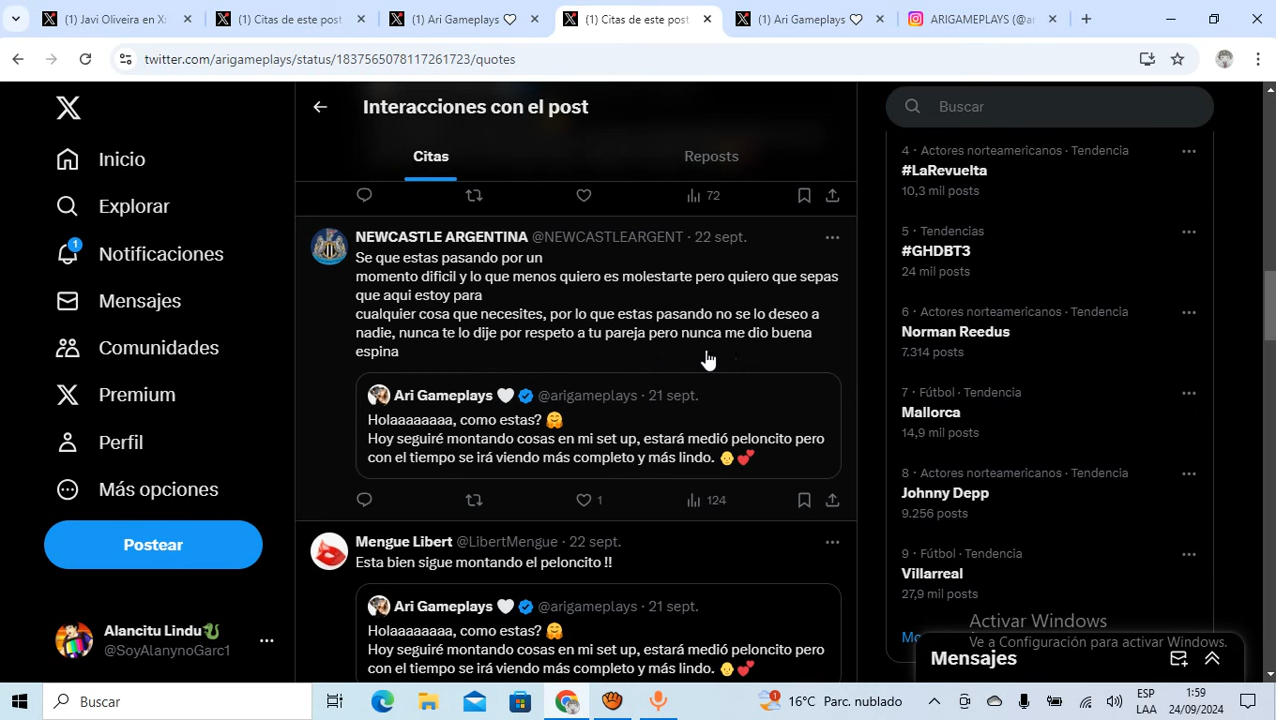 (1) Javi Oliveira en X:
(1) Citas de este post
(1) Ari Gameplays
(1) Citas de este post
(1) Ari Gameplays
ARIGAMEPLAYS (@ar
twitter.com/arigameplays/status/1837565078117261723/quotes
Inicio
Explorar
1
Notificaciones
Mensajes
Comunidades
Premium
Perfil
Más opciones
Postear
Alancitu Lindu🐍
@SoyAlanynoGarc1
Interacciones con el post
Citas
Reposts
72
NEWCASTLE ARGENTINA @NEWCASTLEARGENT · 22 sept.
Se que estas pasando por un
momento dificil y lo que menos quiero es molestarte pero quiero que sepas
que aqui estoy para
cualquier cosa que necesites, por lo que estas pasando no se lo deseo a
nadie, nunca te lo dije por respeto a tu pareja pero nunca me dio buena
espina
Ari Gameplays 🤍 @arigameplays · 21 sept.
Holaaaaaaaa, como estas? 🤗
Hoy seguiré montando cosas en mi set up, estará medió peloncito pero
con el tiempo se irá viendo más completo y más lindo. 👨‍🦲💕
1
124
Mengue Libert @LibertMengue · 22 sept.
Esta bien sigue montando el peloncito !!
Ari Gameplays 🤍 @arigameplays · 21 sept.
Holaaaaaaaa, como estas? 🤗
Hoy seguiré montando cosas en mi set up, estará medió peloncito pero
con el tiempo se irá viendo más completo y más lindo. 👨‍🦲💕
Buscar
4 · Actores norteamericanos · Tendencia
#LaRevuelta
10,3 mil posts
5 · Tendencias
#GHDBT3
24 mil posts
6 · Actores norteamericanos · Tendencia
Norman Reedus
7.314 posts
7 · Fútbol · Tendencia
Mallorca
14,9 mil posts
8 · Actores norteamericanos · Tendencia
Johnny Depp
9.256 posts
9 · Fútbol · Tendencia
Villarreal
27,9 mil posts
Mo
Activar Windows
Ve a Configuración para activar Windows.
Mensajes
Buscar
1
16°C Parc. nublado
ESP
LAA
1:59
24/09/2024